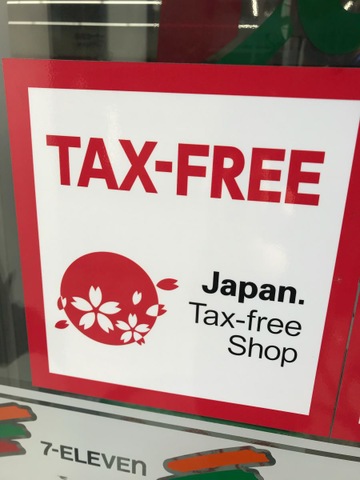 TAX-FREE
Japan.
Tax-free
Shop
7-ELEVEn